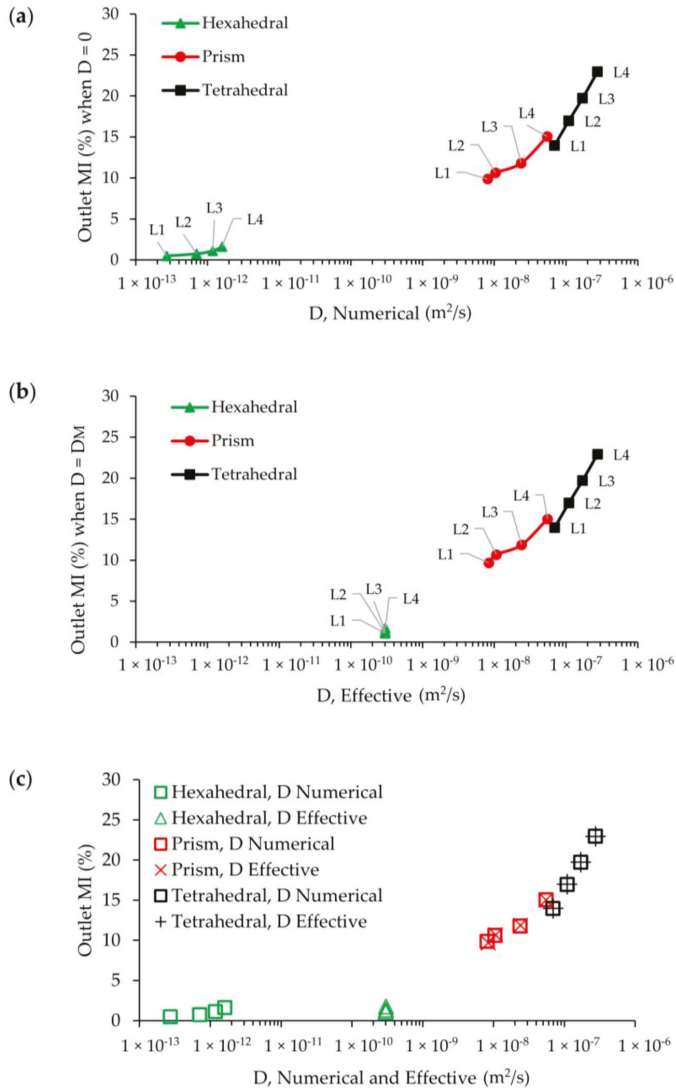 (a)
Outlet MI (%) when D = 0
30
25
20
15
10
5
0
Hexahedral
Prism
Tetrahedral
L1
L2
L3
L4
L1
L2
L3
L4
L1
L2
L3
L4
1 × 10⁻¹³ 1 × 10⁻¹² 1 × 10⁻¹¹ 1 × 10⁻¹⁰ 1 × 10⁻⁹ 1 × 10⁻⁸ 1 × 10⁻⁷ 1 × 10⁻⁶
D, Numerical (m²/s)
(b)
Outlet MI (%) when D = DM
30
25
20
15
10
5
0
Hexahedral
Prism
Tetrahedral
L1
L2
L3
L4
L1
L2
L3
L4
L1
L2
L3
L4
1 × 10⁻¹³ 1 × 10⁻¹² 1 × 10⁻¹¹ 1 × 10⁻¹⁰ 1 × 10⁻⁹ 1 × 10⁻⁸ 1 × 10⁻⁷ 1 × 10⁻⁶
D, Effective (m²/s)
(c)
Outlet MI (%)
30
25
20
15
10
5
0
Hexahedral, D Numerical
Hexahedral, D Effective
Prism, D Numerical
Prism, D Effective
Tetrahedral, D Numerical
Tetrahedral, D Effective
1 × 10⁻¹³ 1 × 10⁻¹² 1 × 10⁻¹¹ 1 × 10⁻¹⁰ 1 × 10⁻⁹ 1 × 10⁻⁸ 1 × 10⁻⁷ 1 × 10⁻⁶
D, Numerical and Effective (m²/s)